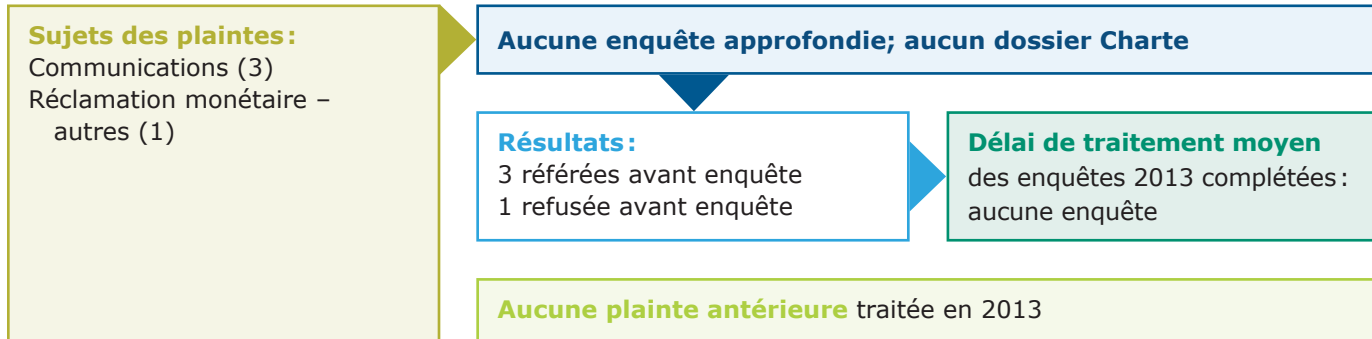 Sujets des plaintes :
Communications (3)
Réclamation monétaire –
autres (1)
Aucune enquête approfondie; aucun dossier Charte
Résultats :
3 référées avant enquête
1 refusée avant enquête
Délai de traitement moyen
des enquêtes 2013 complétées :
aucune enquête
Aucune plainte antérieure traitée en 2013